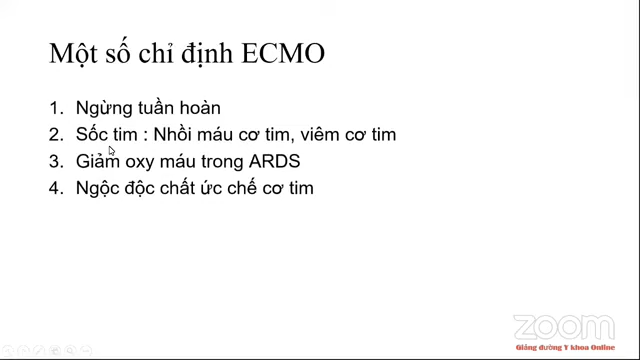 Một số chỉ định ECMO
1. Ngừng tuần hoàn
2. Sốc tim : Nhồi máu cơ tim, viêm cơ tim
3. Giảm oxy máu trong ARDS
4. Ngộc độc chất ức chế cơ tim
zoom
Giảng đường Y khoa Online